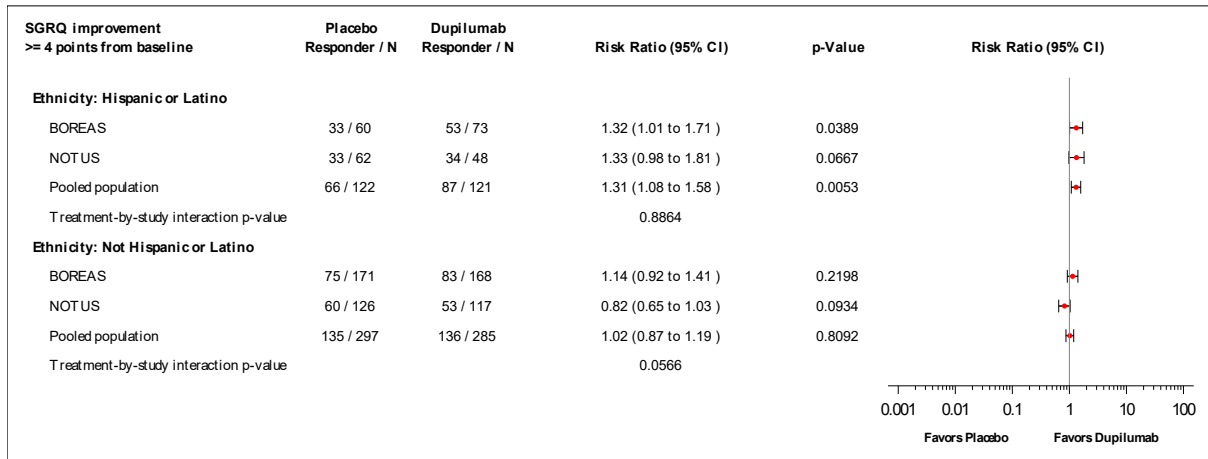 SGRQ improvement Placebo Dupilumab
>= 4 points from baseline Responder / N Responder / N Risk Ratio (95% CI) p-Value Risk Ratio (95% CI)
Ethnicity: Hispanic or Latino
BOREAS 33 / 60 53 / 73 1.32 (1.01 to 1.71 ) 0.0389
NOTUS 33 / 62 34 / 48 1.33 (0.98 to 1.81 ) 0.0667
Pooled population 66 / 122 87 / 121 1.31 (1.08 to 1.58 ) 0.0053
Treatment-by-study interaction p-value 0.8864
Ethnicity: Not Hispanic or Latino
BOREAS 75 / 171 83 / 168 1.14 (0.92 to 1.41 ) 0.2198
NOTUS 60 / 126 53 / 117 0.82 (0.65 to 1.03 ) 0.0934
Pooled population 135 / 297 136 / 285 1.02 (0.87 to 1.19 ) 0.8092
Treatment-by-study interaction p-value 0.0566
0.001 0.01 0.1 1 10 100
Favors Placebo Favors Dupilumab